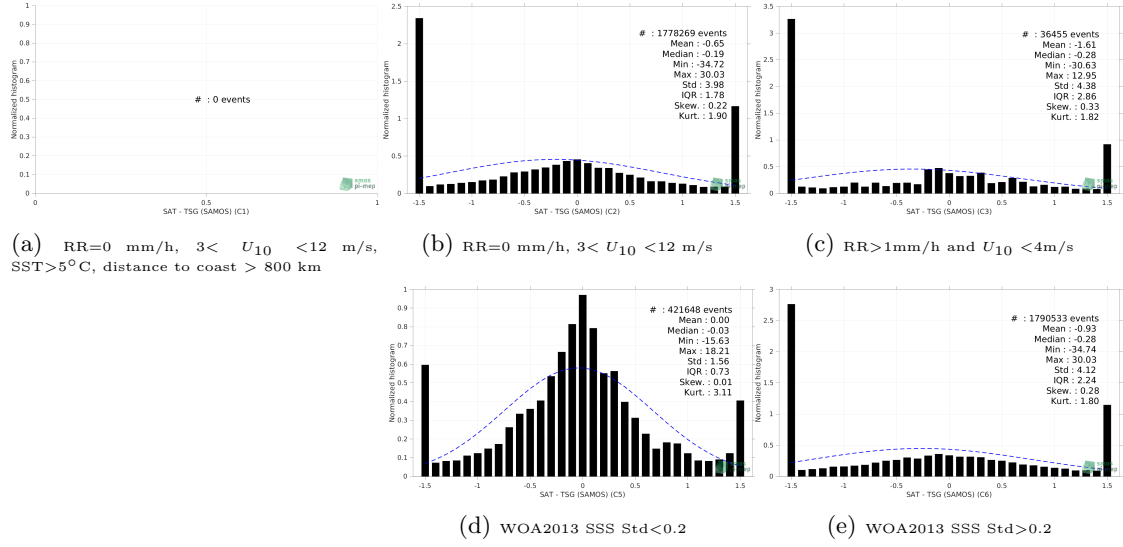 1
0.9
0.8
0.7
0.6
0.5
0.4
0.3
0.2
0.1
0
Normalized histogram
# : 0 events
0 0.5 1
SAT - TSG (SAMOS) (C1)
smos
pi-mep
(a) RR=0 mm/h, 3< U10 <12 m/s,
SST>5°C, distance to coast > 800 km
2.5
2
1.5
1
0.5
0
Normalized histogram
# : 1778269 events
Mean : -0.65
Median : -0.19
Min : -34.72
Max : 30.03
Std : 3.98
IQR : 1.78
Skew. : 0.22
Kurt. : 1.90
-1.5 -1 -0.5 0 0.5 1 1.5
SAT - TSG (SAMOS) (C2)
smos
pi-mep
(b) RR=0 mm/h, 3< U10 <12 m/s
3.5
3
2.5
2
1.5
1
0.5
0
Normalized histogram
# : 36455 events
Mean : -1.61
Median : -0.28
Min : -30.63
Max : 12.95
Std : 4.38
IQR : 2.86
Skew. : 0.33
Kurt. : 1.82
-1.5 -1 -0.5 0 0.5 1 1.5
SAT - TSG (SAMOS) (C3)
smos
pi-mep
(c) RR>1mm/h and U10 <4m/s
1
0.9
0.8
0.7
0.6
0.5
0.4
0.3
0.2
0.1
0
Normalized histogram
# : 421648 events
Mean : 0.00
Median : -0.03
Min : -15.63
Max : 18.21
Std : 1.56
IQR : 0.73
Skew. : 0.01
Kurt. : 3.11
-1.5 -1 -0.5 0 0.5 1 1.5
SAT - TSG (SAMOS) (C5)
(d) WOA2013 SSS Std<0.2
3
2.5
2
1.5
1
0.5
0
Normalized histogram
# : 1790533 events
Mean : -0.93
Median : -0.28
Min : -34.74
Max : 30.03
Std : 4.12
IQR : 2.24
Skew. : 0.28
Kurt. : 1.80
-1.5 -1 -0.5 0 0.5 1 1.5
SAT - TSG (SAMOS) (C6)
smos
pi-mep
(e) WOA2013 SSS Std>0.2